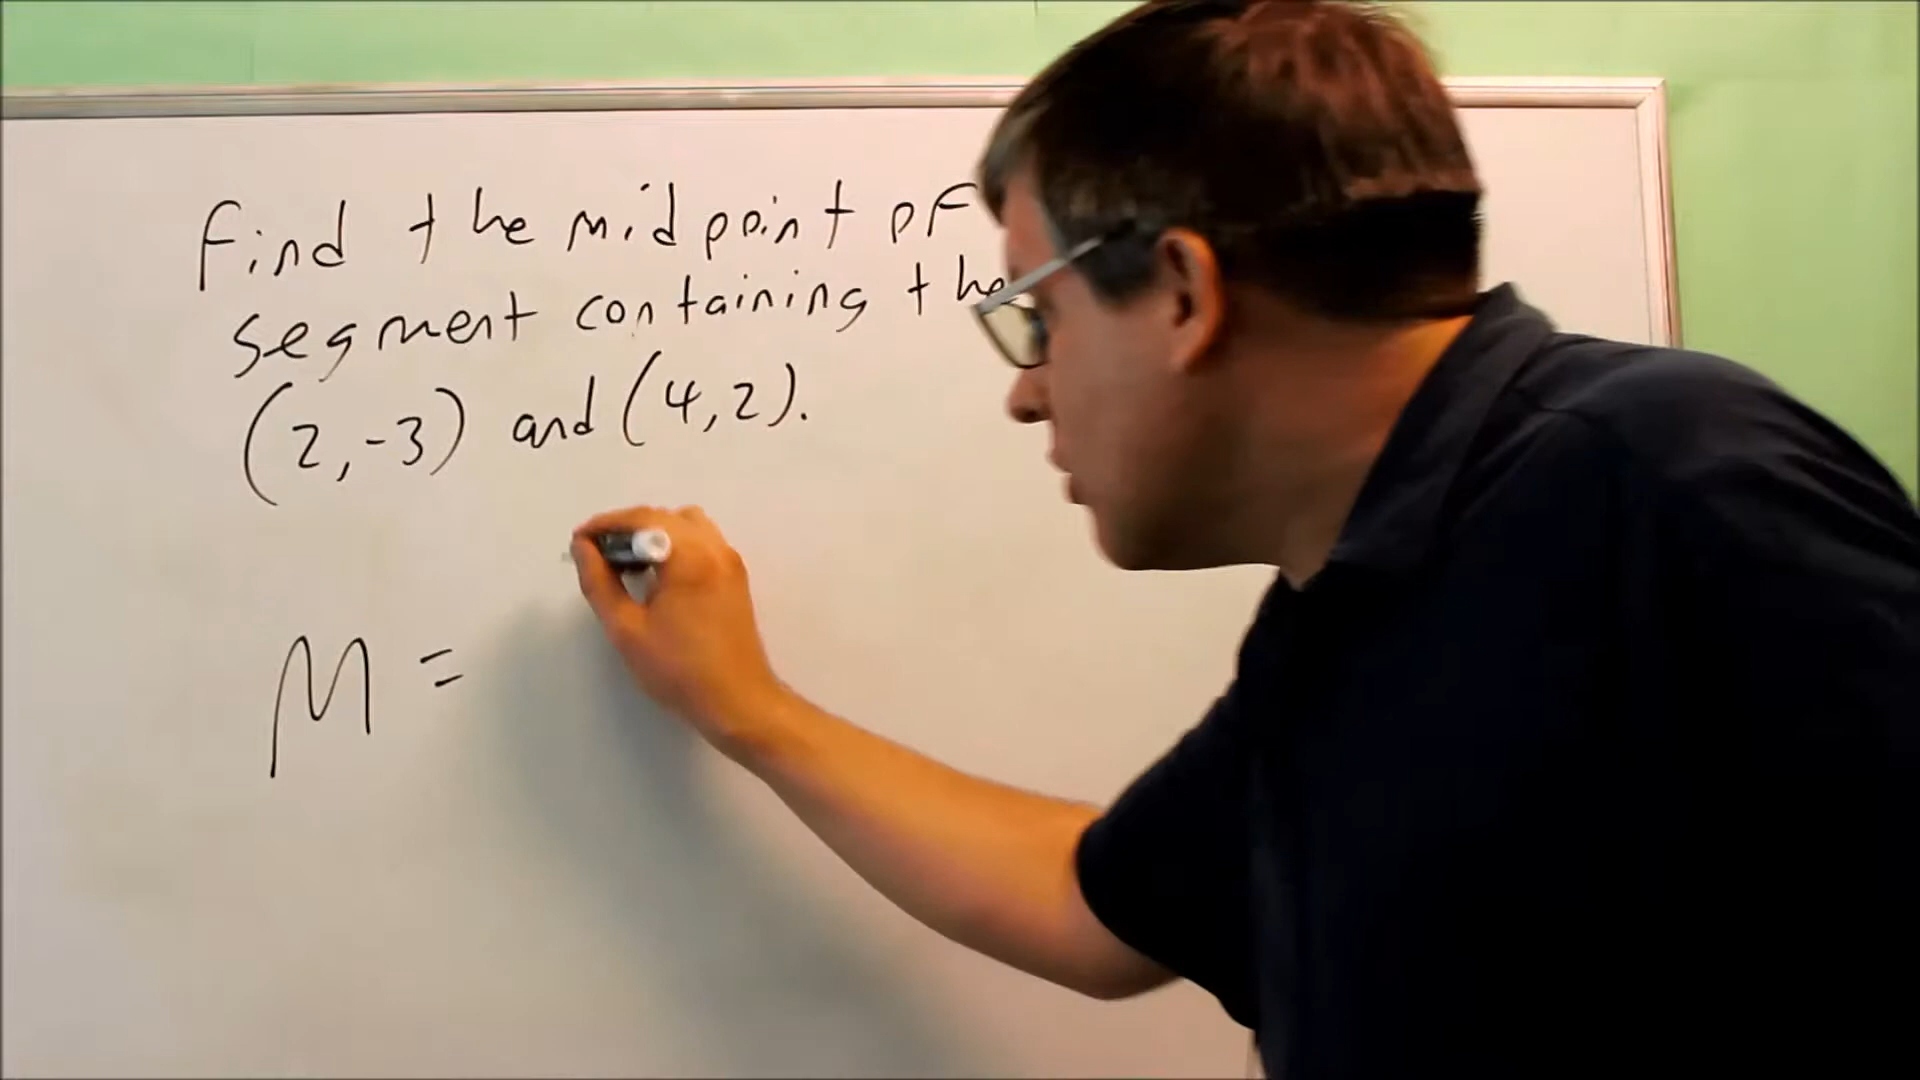 Find the midpoint of
segment containing the
(2,-3) and (4,2).
M =